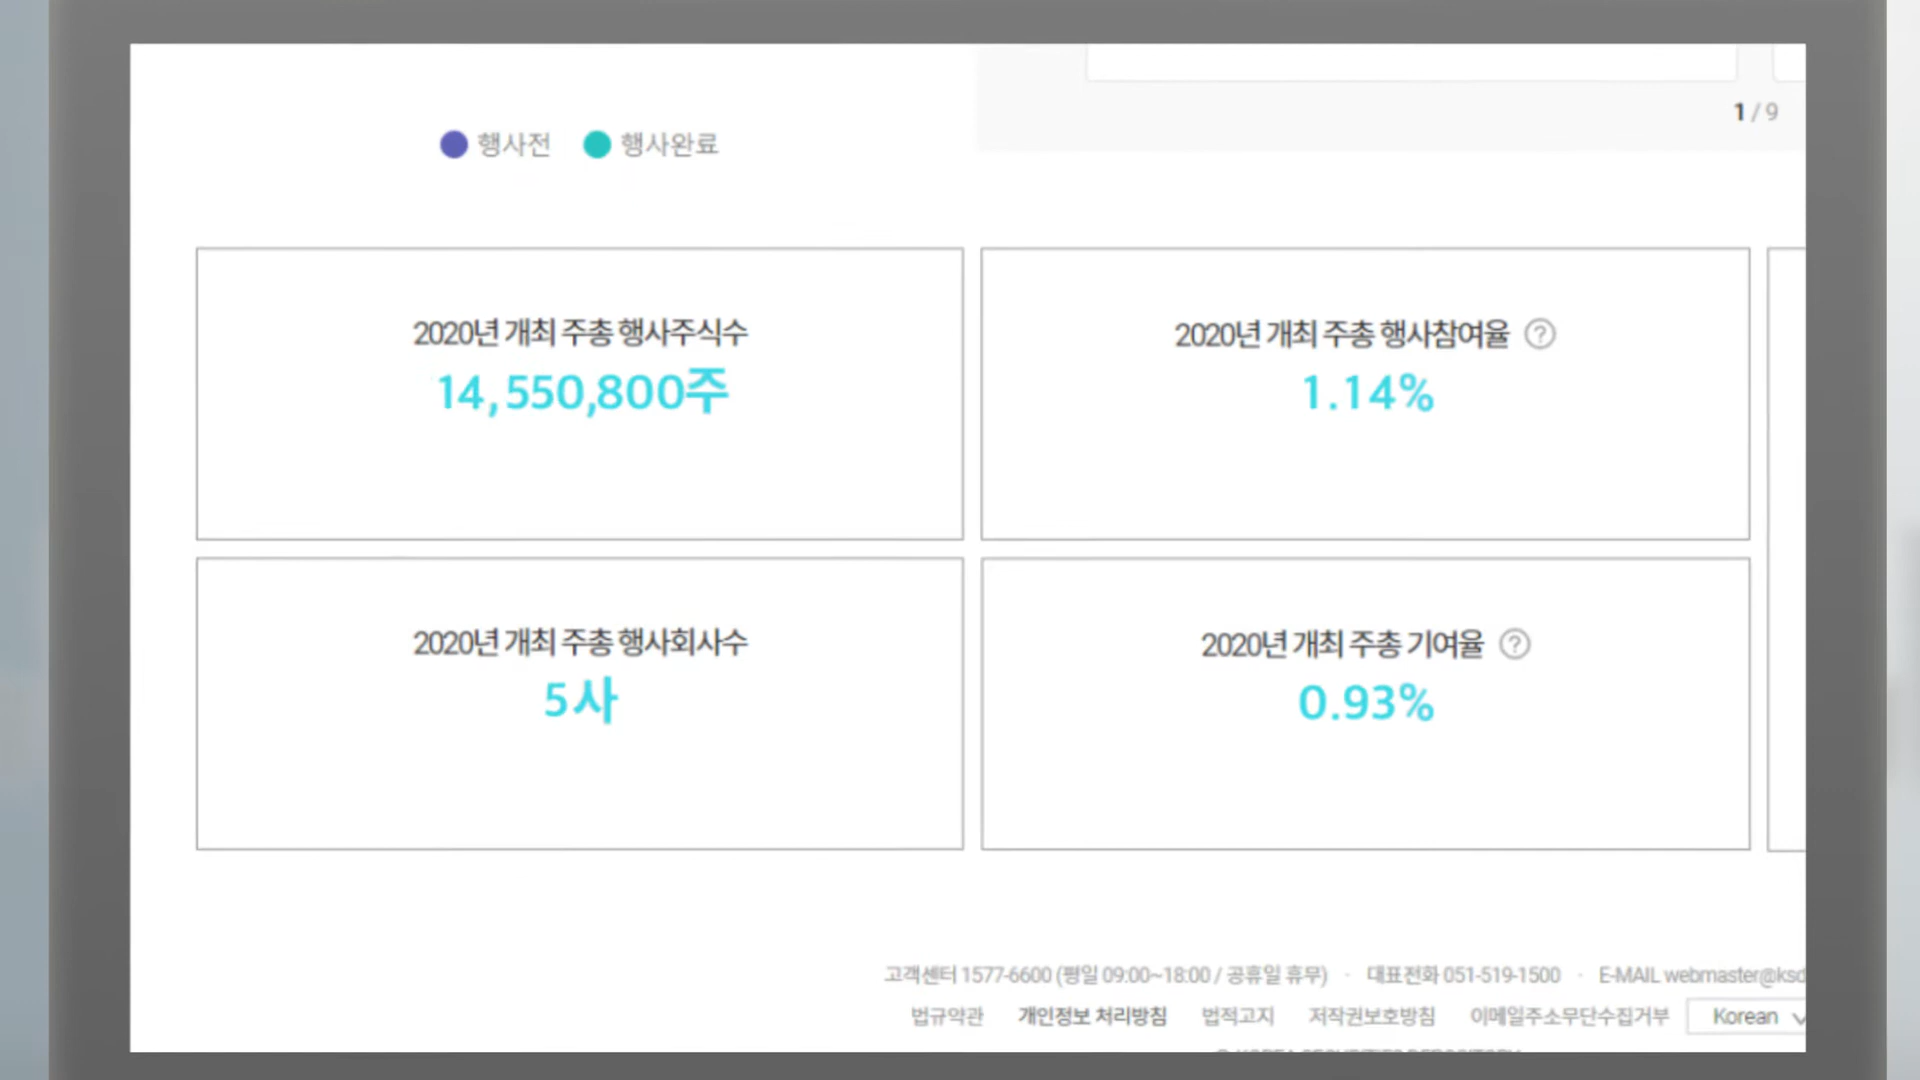 1 / 9
행사전 행사완료
2020년 개최 주총 행사주식수
14,550,800주
2020년 개최 주총 행사참여율 ?
1.14%
2020년 개최 주총 행사회사수
5사
2020년 개최 주총 기여율 ?
0.93%
고객센터 1577-6600 (평일 09:00~18:00 / 공휴일 휴무) · 대표전화 051-519-1500 · E-MAIL webmaster@ksd
법규약관 개인정보 처리방침 법적고지 저작권보호방침 이메일주소무단수집거부 Korean